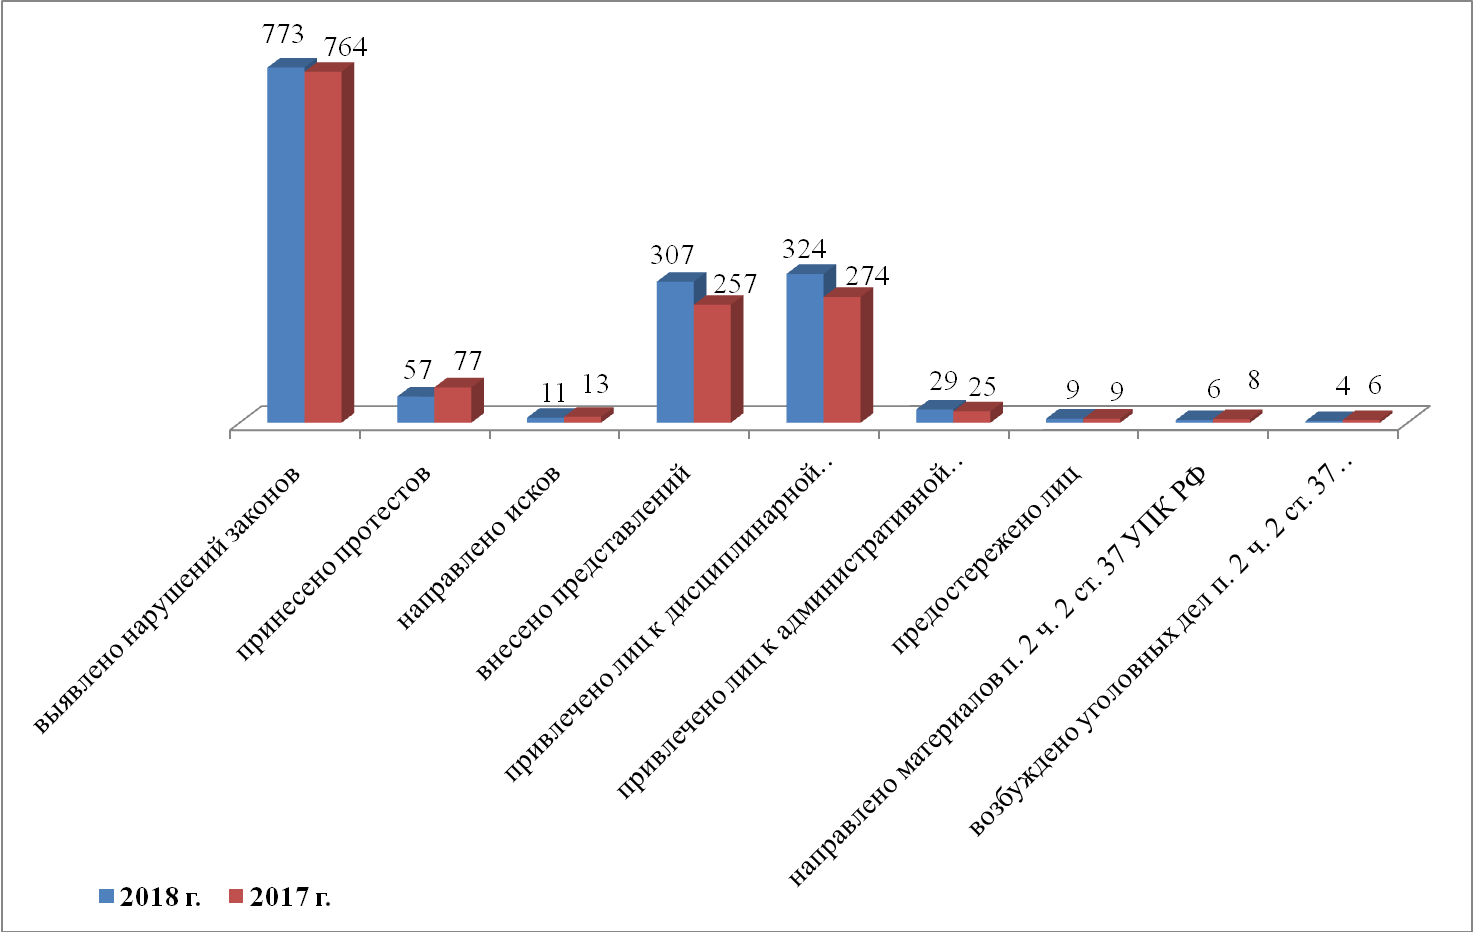 773
764
57
77
11
13
307
257
324
274
29
25
9
9
6
8
4
6
выявлено нарушений законов
принесено протестов
направлено исков
внесено представлений
привлечено лиц к дисциплинарной…
привлечено лиц к административной…
предостережено лиц
направлено материалов п. 2 ч. 2 ст. 37 УПК РФ
возбуждено уголовных дел п. 2 ч. 2 ст. 37…
2018 г.
2017 г.